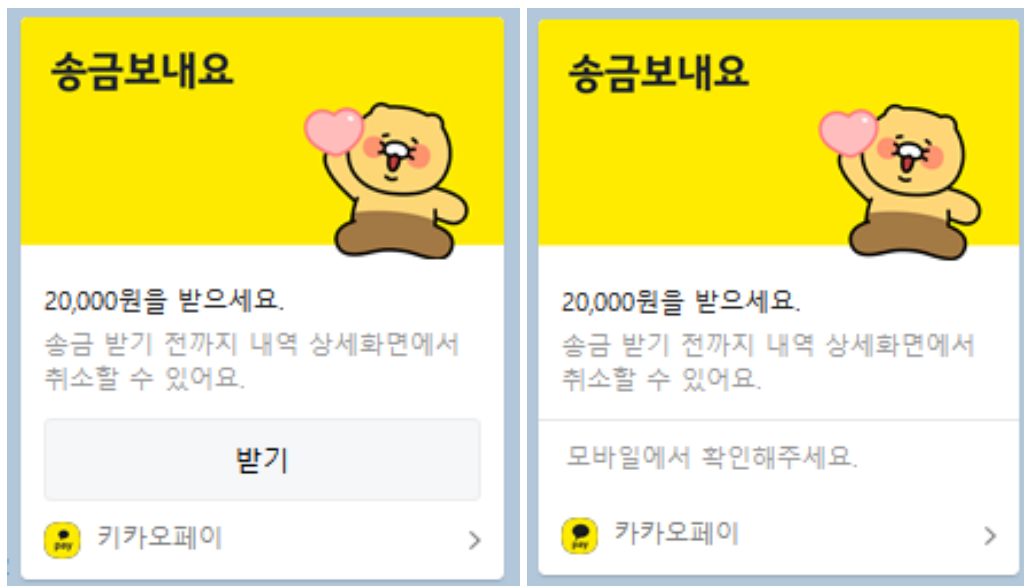 송금보내요
20,000원을 받으세요.
송금 받기 전까지 내역 상세화면에서
취소할 수 있어요.
받기
pay
키카오페이
송금보내요
20,000원을 받으세요.
송금 받기 전까지 내역 상세화면에서
취소할 수 있어요.
모바일에서 확인해주세요.
pay
카카오페이